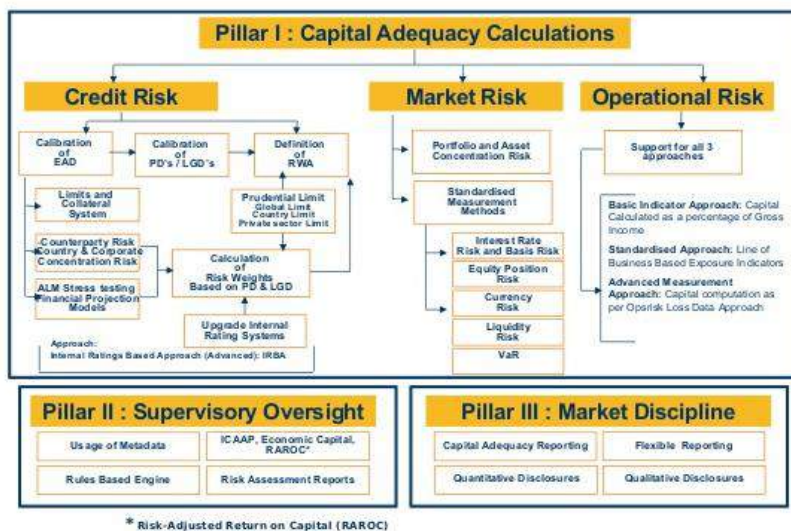 Pillar I : Capital Adequacy Calculations
Credit Risk
Market Risk
Operational Risk
Calibration
of
EAD
Calibration
of
PD's / LGD's
Definition
of
RWA
Limits and
Collateral
System
Prudential Limit
Global Limit
Country Limit
Private sector Limit
Counterparty Risk
Country & Corporate
Concentration Risk
Calculation
of
Risk Weights
Based on PD & LGD
ALM Stress testing
Financial Projection
Models
Upgrade Internal
Rating Systems
Approach:
Internal Ratings Based Approach (Advanced): IRBA
Portfolio and Asset
Concentration Risk
Standardised
Measurement
Methods
Interest Rate
Risk and Basis Risk
Equity Position
Risk
Currency
Risk
Liquidity
Risk
VaR
Support for all 3
approaches
Basic Indicator Approach: Capital
Calculated as a percentage of Gross
Income
Standardised Approach: Line of
Business Based Exposure Indicators
Advanced Measurement
Approach: Capital computation as
per Opsrisk Loss Data Approach
Pillar II : Supervisory Oversight
Usage of Metadata
ICAAP, Economic Capital,
RAROC*
Rules Based Engine
Risk Assessment Reports
Pillar III : Market Discipline
Capital Adequacy Reporting
Flexible Reporting
Quantitative Disclosures
Qualitative Disclosures
* Risk-Adjusted Return on Capital (RAROC)